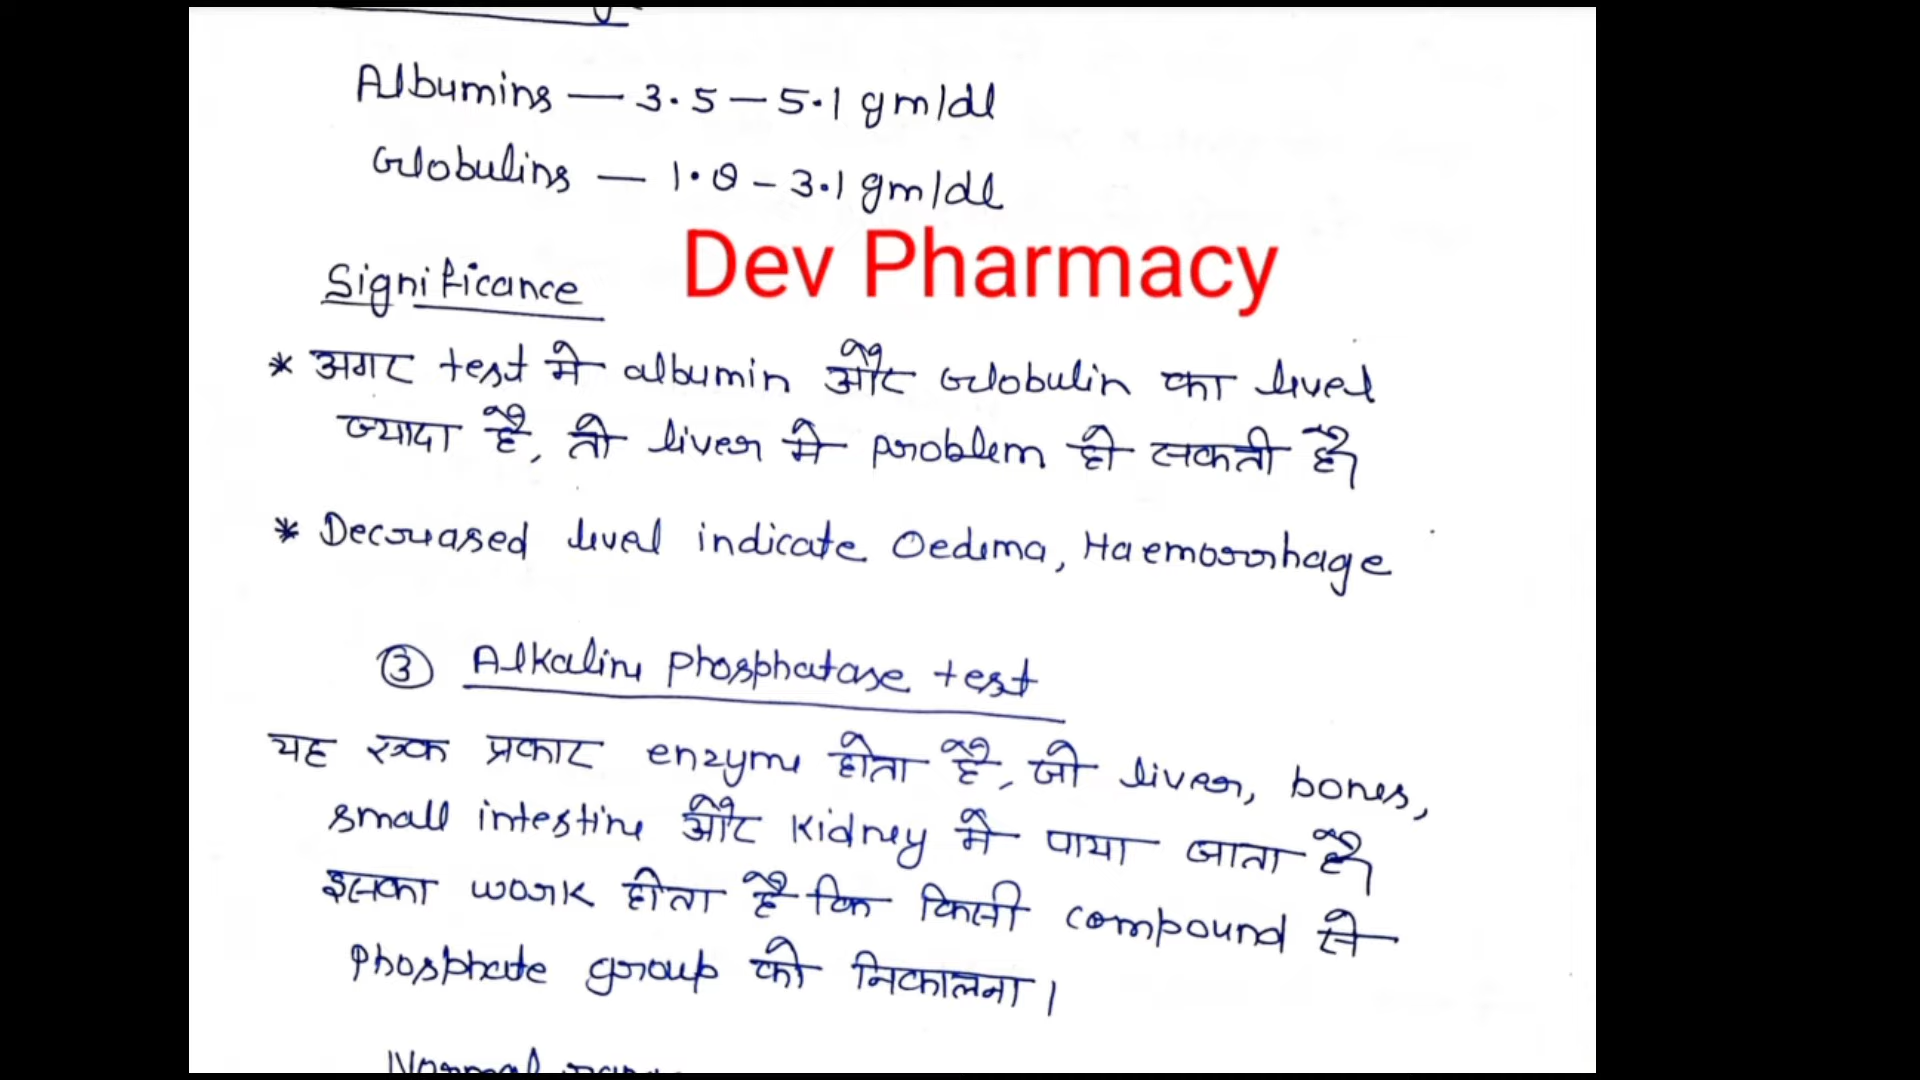 Albumins — 3.5 — 5.1 gm/dl
Globulins — 1.0 - 3.1 gm/dl
Dev Pharmacy
Significance
* अगर test मे albumin और Globulin का level
ज्यादा है, तो liver मे problem हो सकती है।
* Decreased level indicate Oedema, Haemorrhage
③ Alkaline phosphatase test
यह एक प्रकार enzyme होता है, जो liver, bones,
small intestine और Kidney मे पाया जाता है।
इसका work होता है कि किसी compound से
Phosphate group को निकालना।